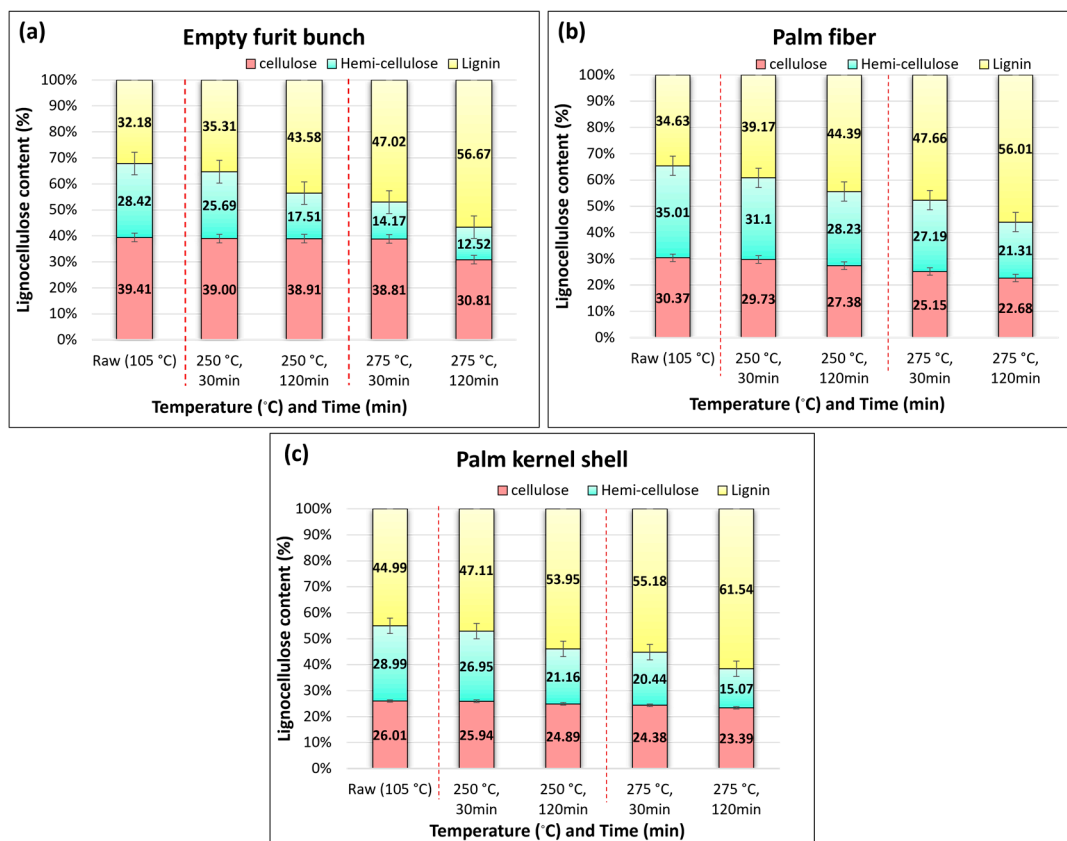 (a)
Empty furit bunch
cellulose Hemi-cellulose Lignin
Lignocellulose content (%)
100%
90%
80%
70%
60%
50%
40%
30%
20%
10%
0%
32.18 35.31 43.58 47.02 56.67
28.42 25.69 17.51 14.17 12.52
39.41 39.00 38.91 38.81 30.81
Raw (105 °C) 250 °C, 250 °C, 275 °C, 275 °C,
30min 120min 30min 120min
Temperature (°C) and Time (min)
(b)
Palm fiber
cellulose Hemi-cellulose Lignin
Lignocellulose content (%)
100%
90%
80%
70%
60%
50%
40%
30%
20%
10%
0%
34.63 39.17 44.39 47.66 56.01
35.01 31.1 28.23 27.19 21.31
30.37 29.73 27.38 25.15 22.68
Raw (105 °C) 250 °C, 250 °C, 275 °C, 275 °C,
30min 120min 30min 120min
Temperature (°C) and Time (min)
(c)
Palm kernel shell
cellulose Hemi-cellulose Lignin
Lignocellulose content (%)
100%
90%
80%
70%
60%
50%
40%
30%
20%
10%
0%
44.99 47.11 53.95 55.18 61.54
28.99 26.95 21.16 20.44 15.07
26.01 25.94 24.89 24.38 23.39
Raw (105 °C) 250 °C, 250 °C, 275 °C, 275 °C,
30min 120min 30min 120min
Temperature (°C) and Time (min)